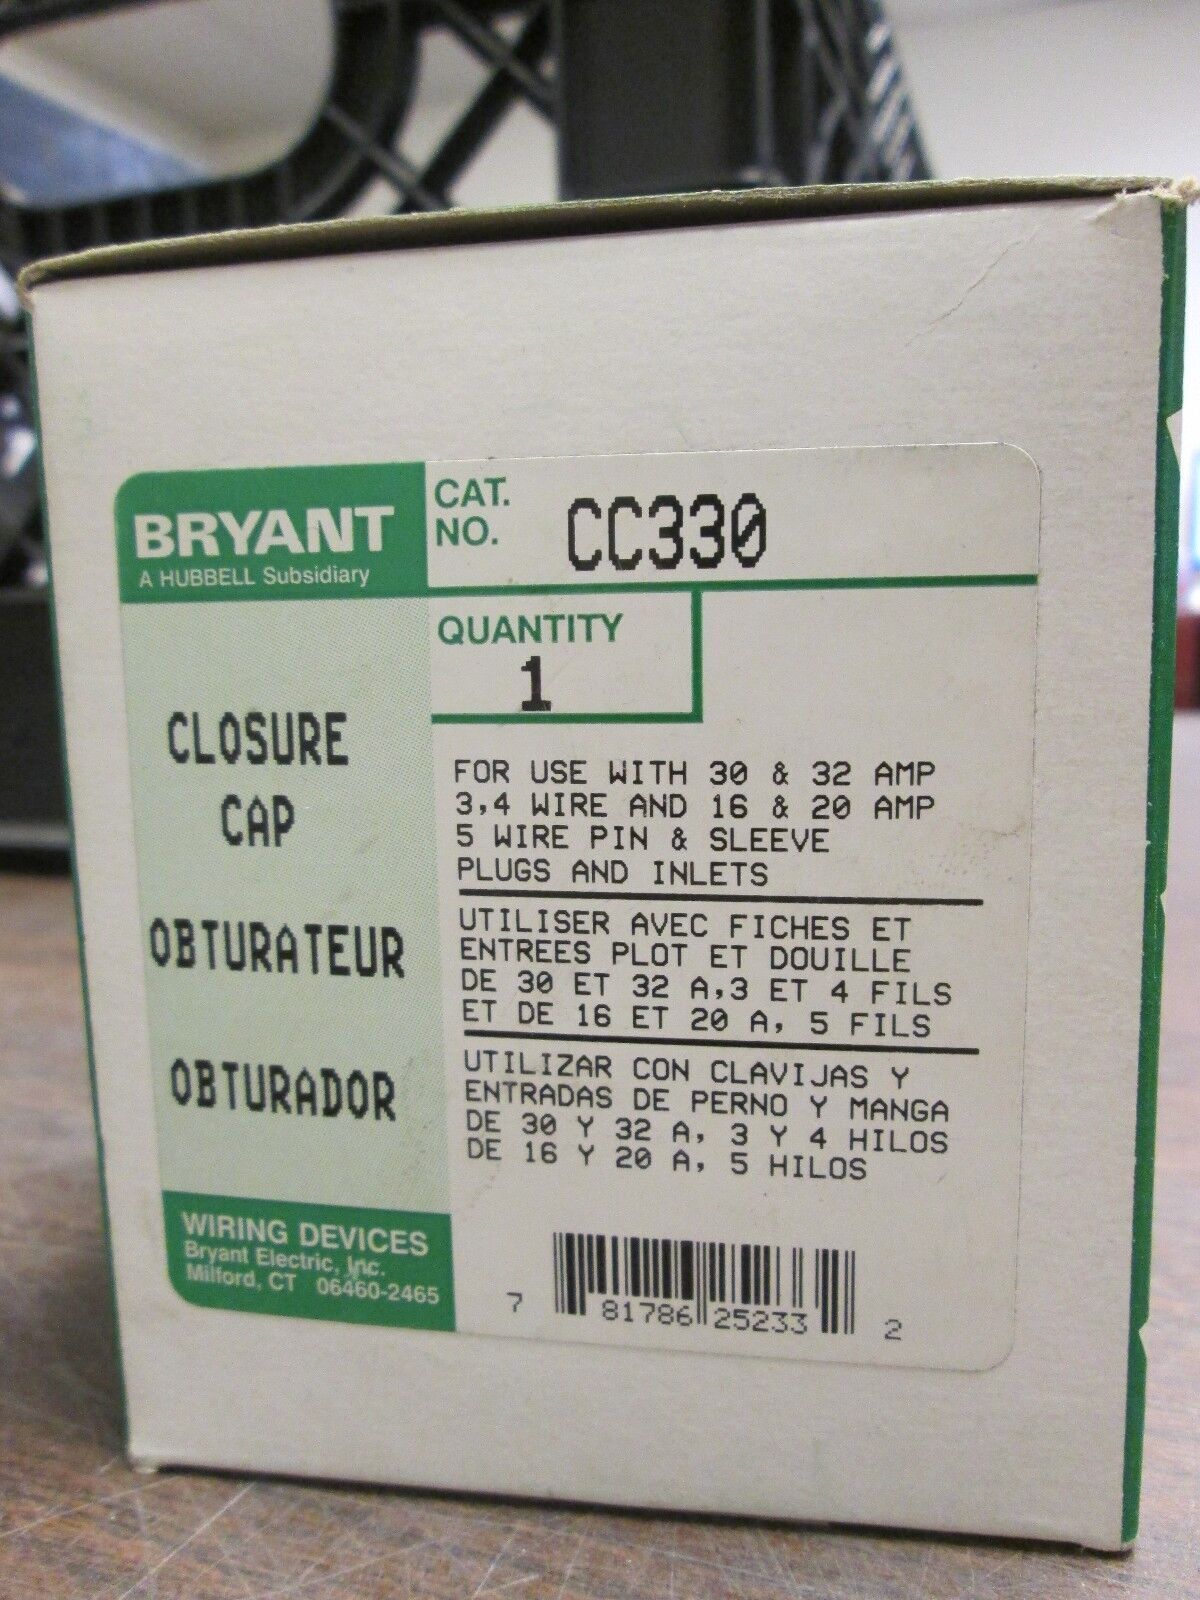 BRYANT
A HUBBELL Subsidiary
CAT.
NO.
CC330
QUANTITY
1
CLOSURE
CAP
OBTURATEUR
OBTURADOR
FOR USE WITH 30 & 32 AMP
3,4 WIRE AND 16 & 20 AMP
5 WIRE PIN & SLEEVE
PLUGS AND INLETS
UTILISER AVEC FICHES ET
ENTREES PLOT ET DOUILLE
DE 30 ET 32 A,3 ET 4 FILS
ET DE 16 ET 20 A, 5 FILS
UTILIZAR CON CLAVIJAS Y
ENTRADAS DE PERNO Y MANGA
DE 30 Y 32 A, 3 Y 4 HILOS
DE 16 Y 20 A, 5 HILOS
WIRING DEVICES
Bryant Electric, Inc.
Milford, CT 06460-2465
7 81786 25233 2